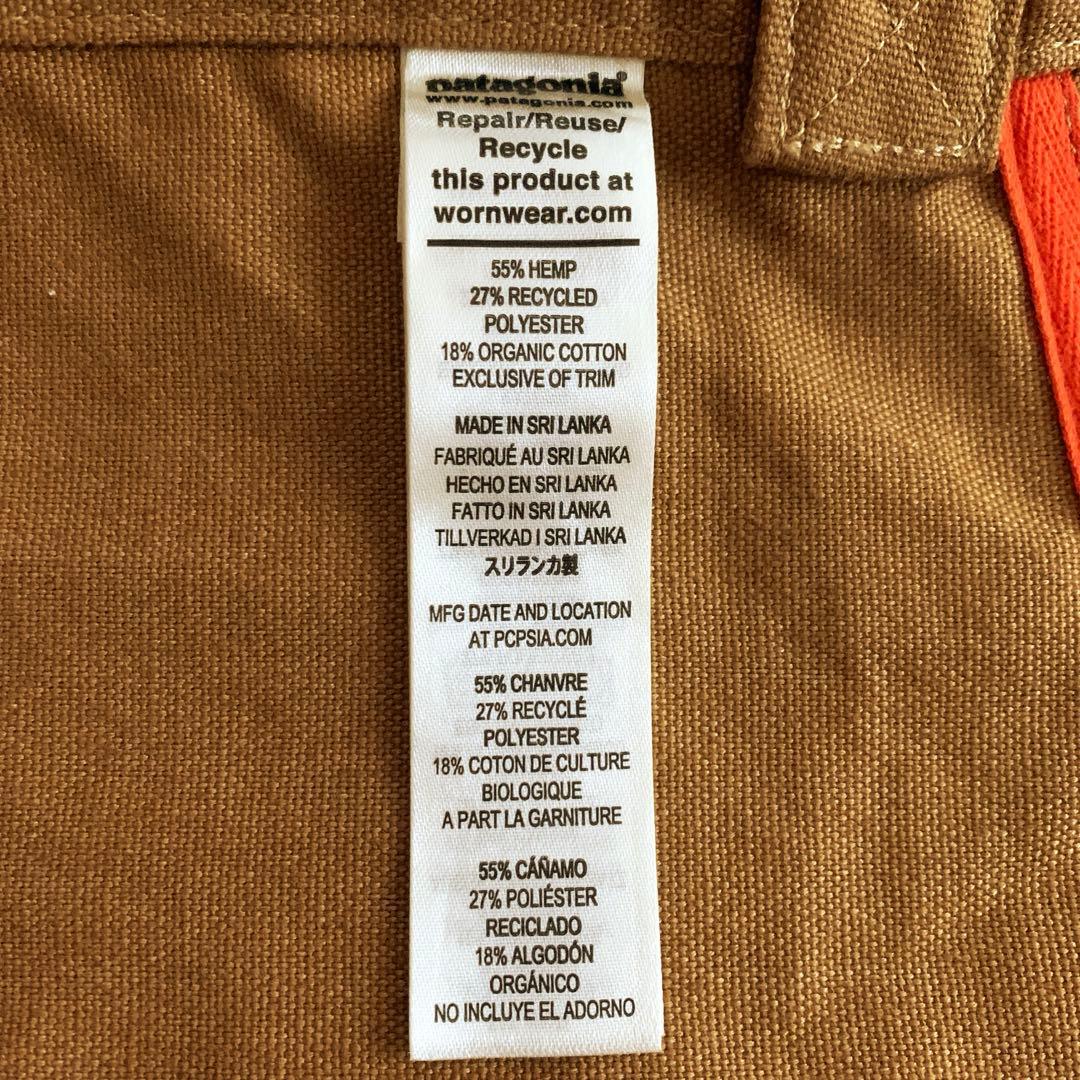 patagonia®
www.patagonia.com
Repair/Reuse/
Recycle
this product at
wornwear.com
55% HEMP
27% RECYCLED
POLYESTER
18% ORGANIC COTTON
EXCLUSIVE OF TRIM
MADE IN SRI LANKA
FABRIQUÉ AU SRI LANKA
HECHO EN SRI LANKA
FATTO IN SRI LANKA
TILLVERKAD I SRI LANKA
スリランカ製
MFG DATE AND LOCATION
AT PCPSIA.COM
55% CHANVRE
27% RECYCLÉ
POLYESTER
18% COTON DE CULTURE
BIOLOGIQUE
A PART LA GARNITURE
55% CÁÑAMO
27% POLIÉSTER
RECICLADO
18% ALGODÓN
ORGÁNICO
NO INCLUYE EL ADORNO